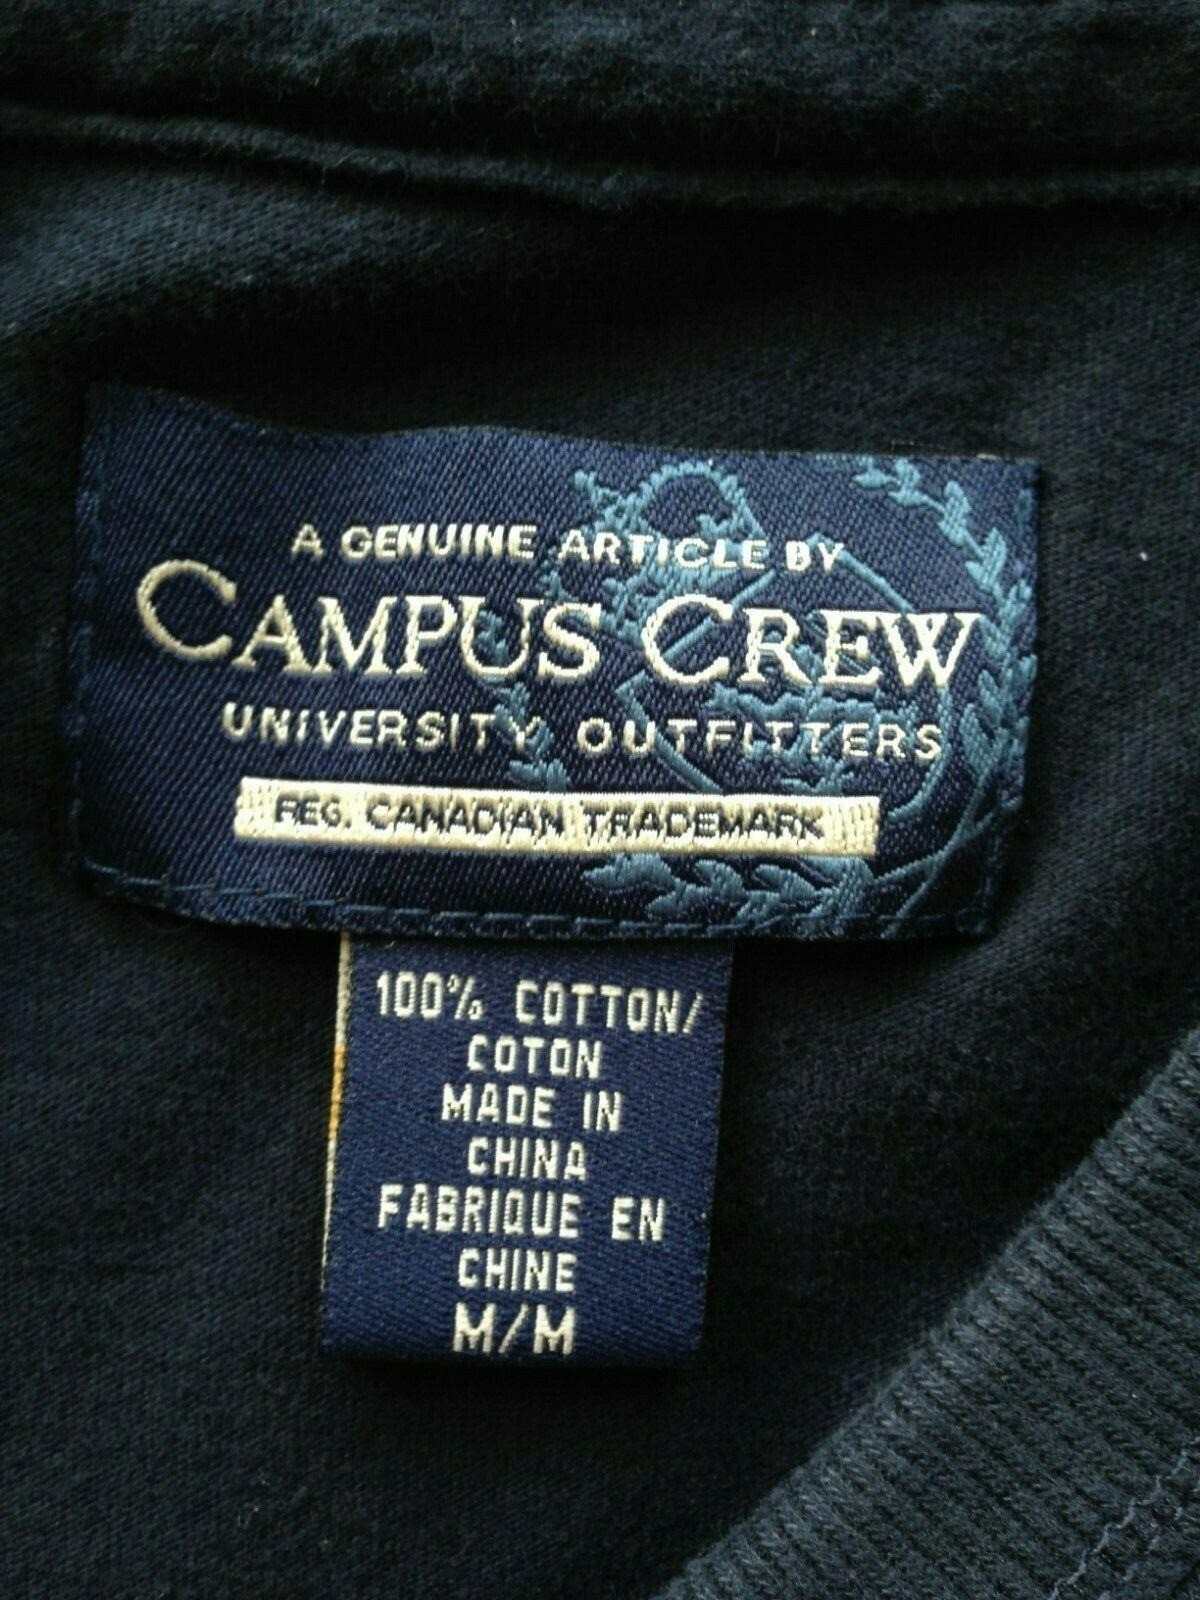 A GENUINE ARTICLE BY
CAMPUS CREW
UNIVERSITY OUTFITTERS
REG. CANADIAN TRADEMARK
100% COTTON/
COTON
MADE IN
CHINA
FABRIQUE EN
CHINE
M/M